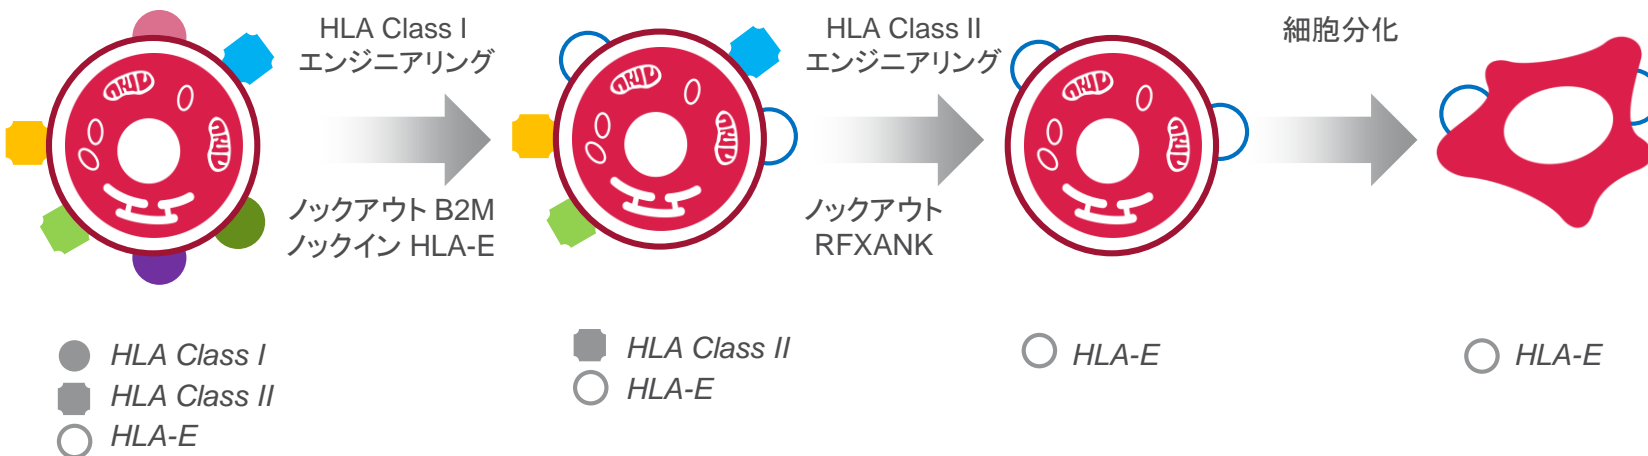 HLA Class I
エンジニアリング
ノックアウト B2M
ノックイン HLA-E
HLA Class II
エンジニアリング
ノックアウト
RFXANK
細胞分化
HLA Class I
HLA Class II
HLA-E
HLA Class II
HLA-E
HLA-E
HLA-E